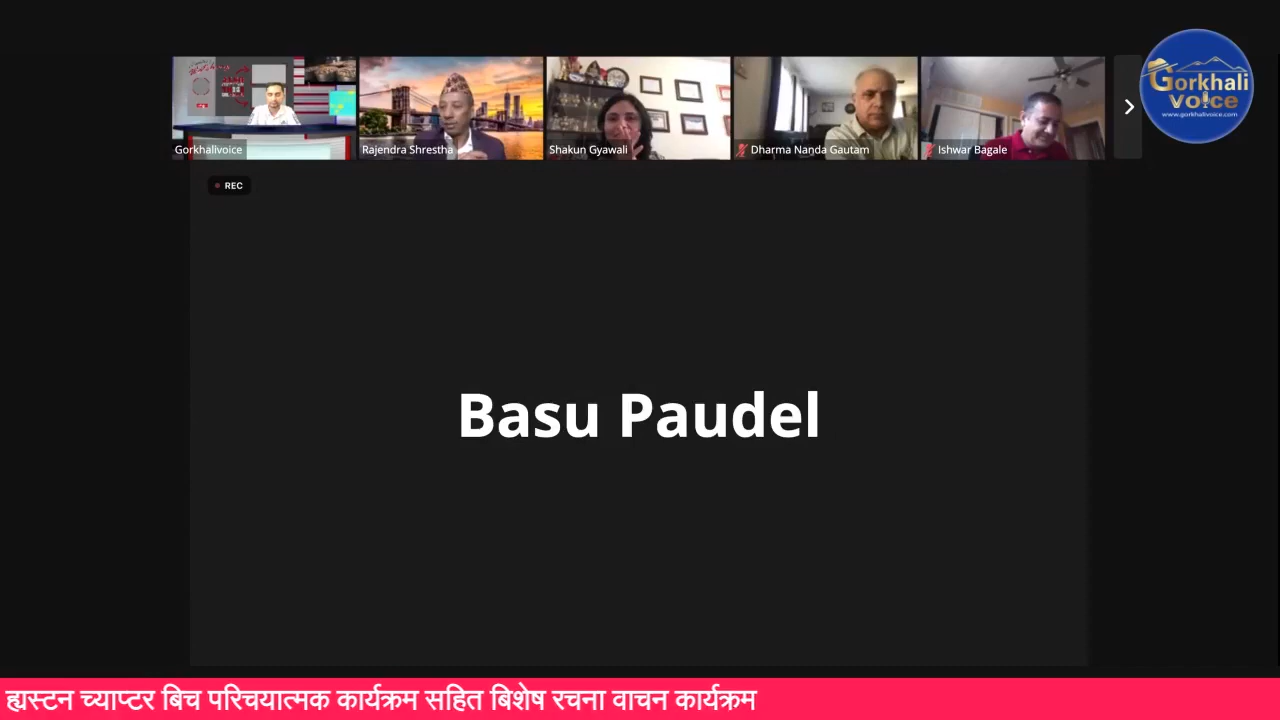 Gorkhali
Voice
www.gorkhalivoice.com
Gorkhalivoice
Rajendra Shrestha
Shakun Gyawali
Dharma Nanda Gautam
Ishwar Bagale
REC
Basu Paudel
ह्यस्टन च्याप्टर बिच परिचयात्मक कार्यक्रम सहित बिशेष रचना वाचन कार्यक्रम